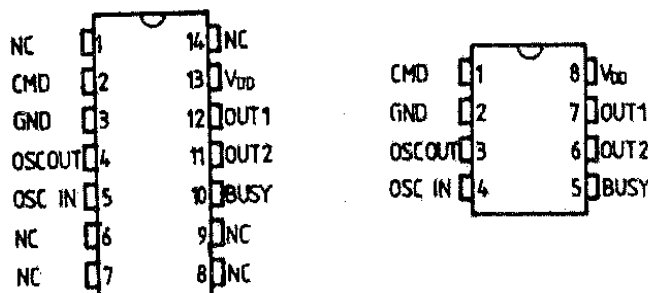 NC 1 14 NC
CMD 2 13 VDD
GND 3 12 OUT1
OSCOUT 4 11 OUT2
OSC IN 5 10 BUSY
NC 6 9 NC
NC 7 8 NC
CMD 1 8 VDD
GND 2 7 OUT1
OSCOUT 3 6 OUT2
OSC IN 4 5 BUSY